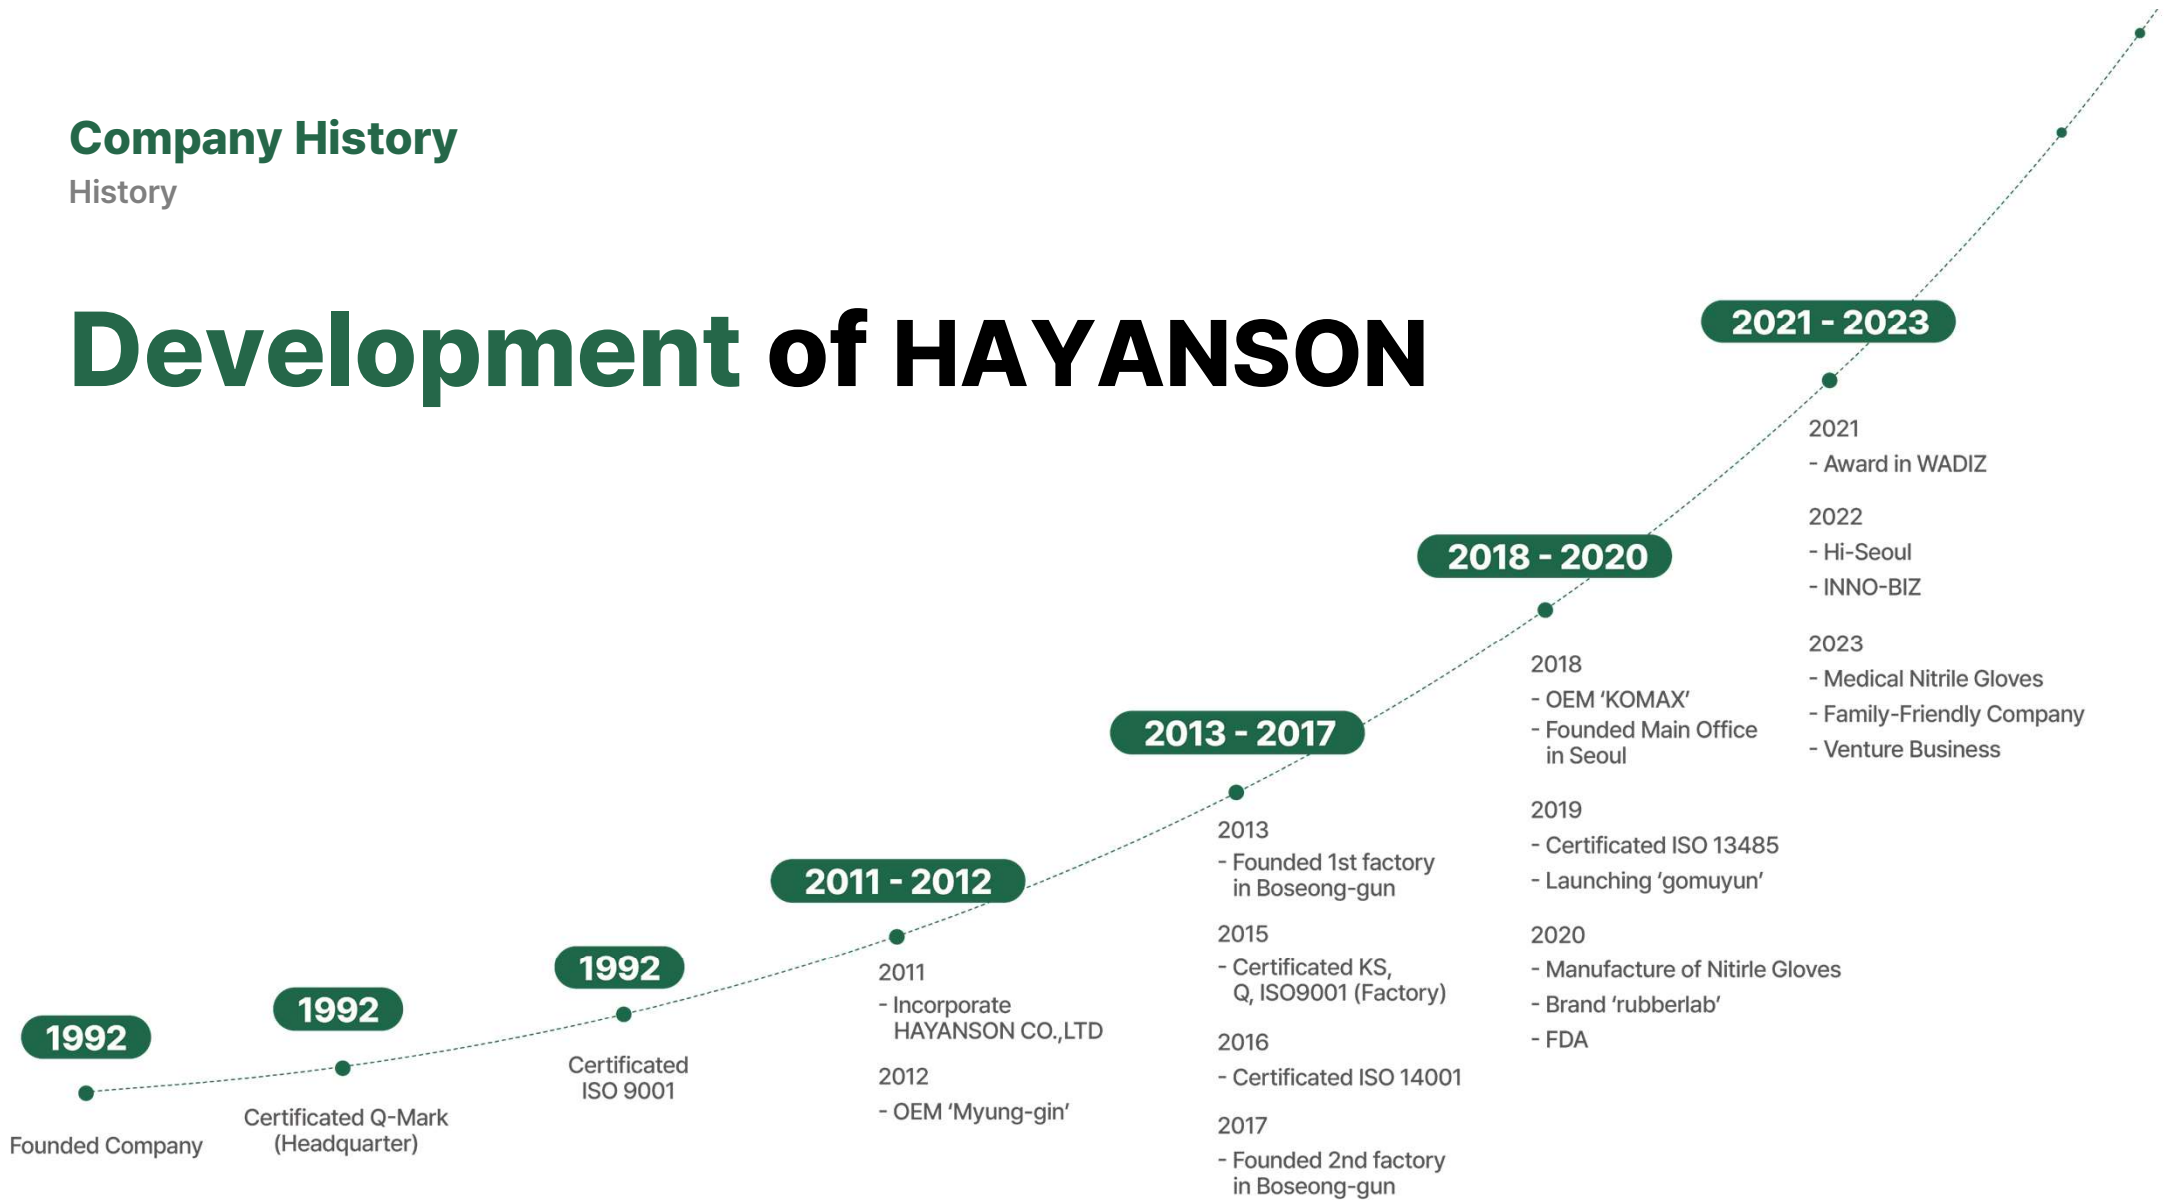 Company History
History
Development of HAYANSON
1992
Founded Company
1992
Certificated Q-Mark
(Headquarter)
1992
Certificated
ISO 9001
2011 - 2012
2011
- Incorporate
HAYANSON CO.,LTD
2012
- OEM ‘Myung-gin’
2013 - 2017
2013
- Founded 1st factory
in Boseong-gun
2015
- Certificated KS,
Q, ISO9001 (Factory)
2016
- Certificated ISO 14001
2017
- Founded 2nd factory
in Boseong-gun
2018 - 2020
2018
- OEM ‘KOMAX’
- Founded Main Office
in Seoul
2019
- Certificated ISO 13485
- Launching ‘gomuyun’
2020
- Manufacture of Nitirle Gloves
- Brand ‘rubberlab’
- FDA
2021 - 2023
2021
- Award in WADIZ
2022
- Hi-Seoul
- INNO-BIZ
2023
- Medical Nitrile Gloves
- Family-Friendly Company
- Venture Business